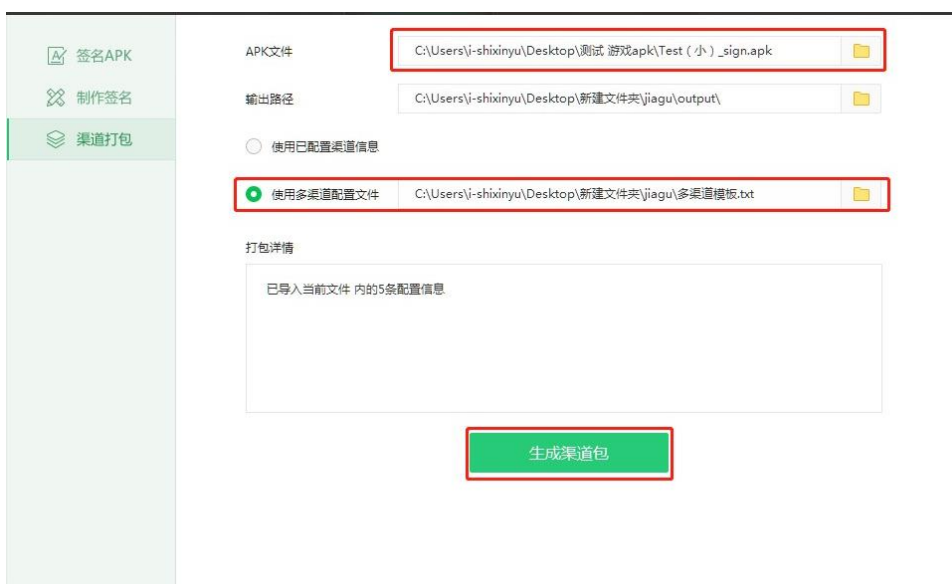 签名APK
制作签名
渠道打包
APK文件 C:\Users\i-shixinyu\Desktop\测试 游戏apk\Test ( 小 ) _sign.apk
输出路径 C:\Users\i-shixinyu\Desktop\新建文件夹\jiagu\output\
使用已配置渠道信息
使用多渠道配置文件 C:\Users\i-shixinyu\Desktop\新建文件夹\jiagu\多渠道模板.txt
打包详情
已导入当前文件 内的5条配置信息
生成渠道包